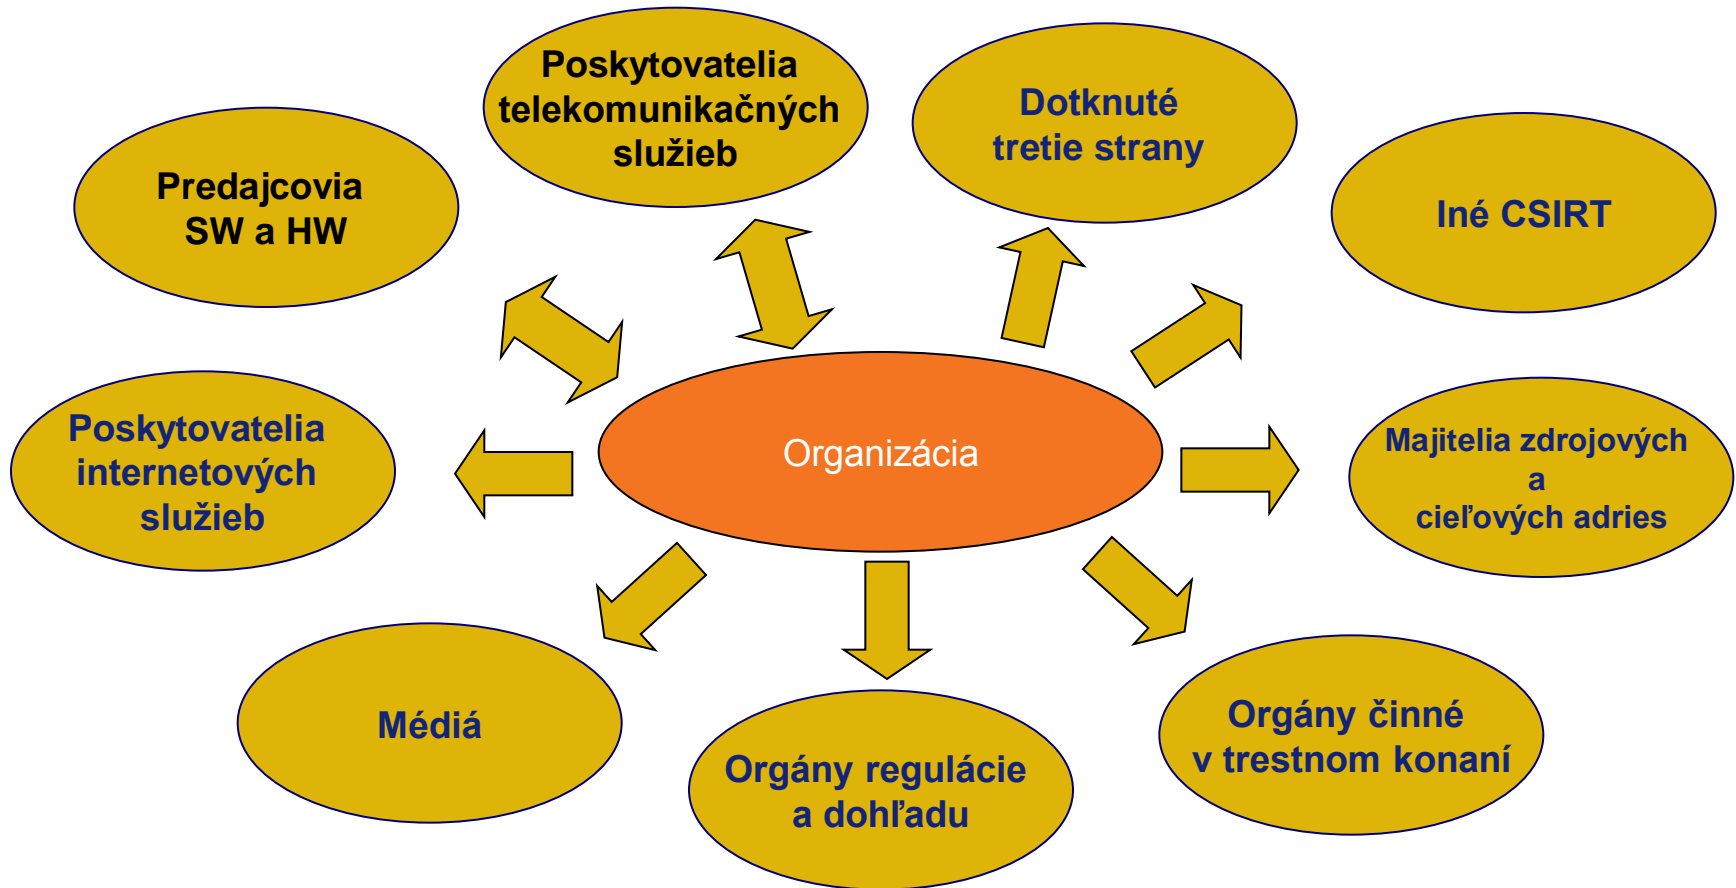 Poskytovatelia
telekomunikačných
služieb
Dotknuté
tretie strany
Predajcovia
SW a HW
Iné CSIRT
Poskytovatelia
internetových
služieb
Organizácia
Majitelia zdrojových
a
cieľových adries
Médiá
Orgány regulácie
a dohľadu
Orgány činné
v trestnom konaní